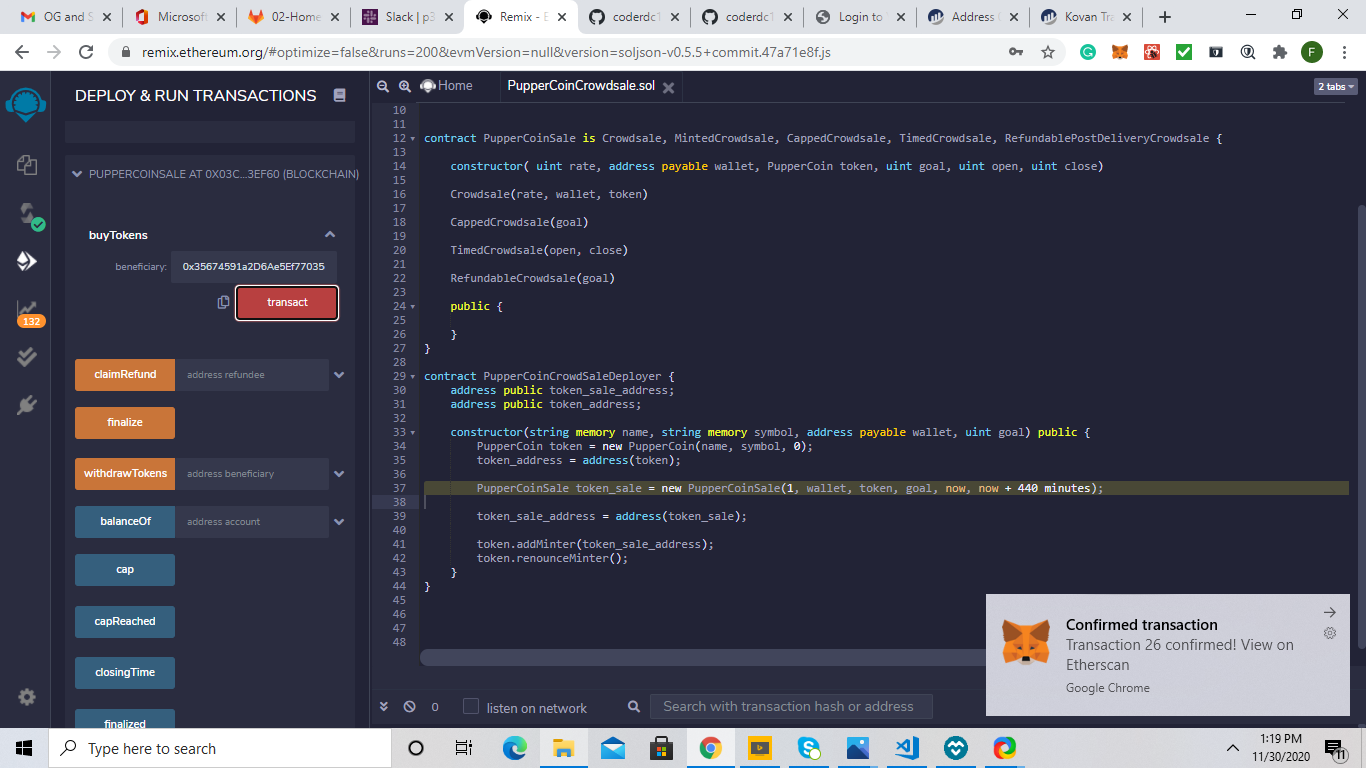 OG and S
Microsoft
02-Home
Slack | p3
Remix - E
coderdc1
coderdc1
Login to
Address
Kovan Tra
remix.ethereum.org/#optimize=false&runs=200&evmVersion=null&version=soljson-v0.5.5+commit.47a71e8f.js
F
DEPLOY & RUN TRANSACTIONS
PUPPERCOINSALE AT 0X03C...3EF60 (BLOCKCHAIN)
buyTokens
beneficiary:
0x35674591a2D6Ae5Ef77035
transact
132
claimRefund
address refundee
finalize
withdrawTokens
address beneficiary
balanceOf
address account
cap
capReached
closingTime
finalized
Home
PupperCoinCrowdsale.sol
2 tabs
10
11
12 contract PupperCoinSale is Crowdsale, MintedCrowdsale, CappedCrowdsale, TimedCrowdsale, RefundablePostDeliveryCrowdsale {
13
14 constructor( uint rate, address payable wallet, PupperCoin token, uint goal, uint open, uint close)
15
16 Crowdsale(rate, wallet, token)
17
18 CappedCrowdsale(goal)
19
20 TimedCrowdsale(open, close)
21
22 RefundableCrowdsale(goal)
23
24 public {
25
26 }
27 }
28
29 contract PupperCoinCrowdSaleDeployer {
30 address public token_sale_address;
31 address public token_address;
32
33 constructor(string memory name, string memory symbol, address payable wallet, uint goal) public {
34 PupperCoin token = new PupperCoin(name, symbol, 0);
35 token_address = address(token);
36
37 PupperCoinSale token_sale = new PupperCoinSale(1, wallet, token, goal, now, now + 440 minutes);
38
39 token_sale_address = address(token_sale);
40
41 token.addMinter(token_sale_address);
42 token.renounceMinter();
43 }
44 }
45
46
47
48
0
listen on network
Search with transaction hash or address
Confirmed transaction
Transaction 26 confirmed! View on
Etherscan
Google Chrome
Type here to search
1:19 PM
11/30/2020
11